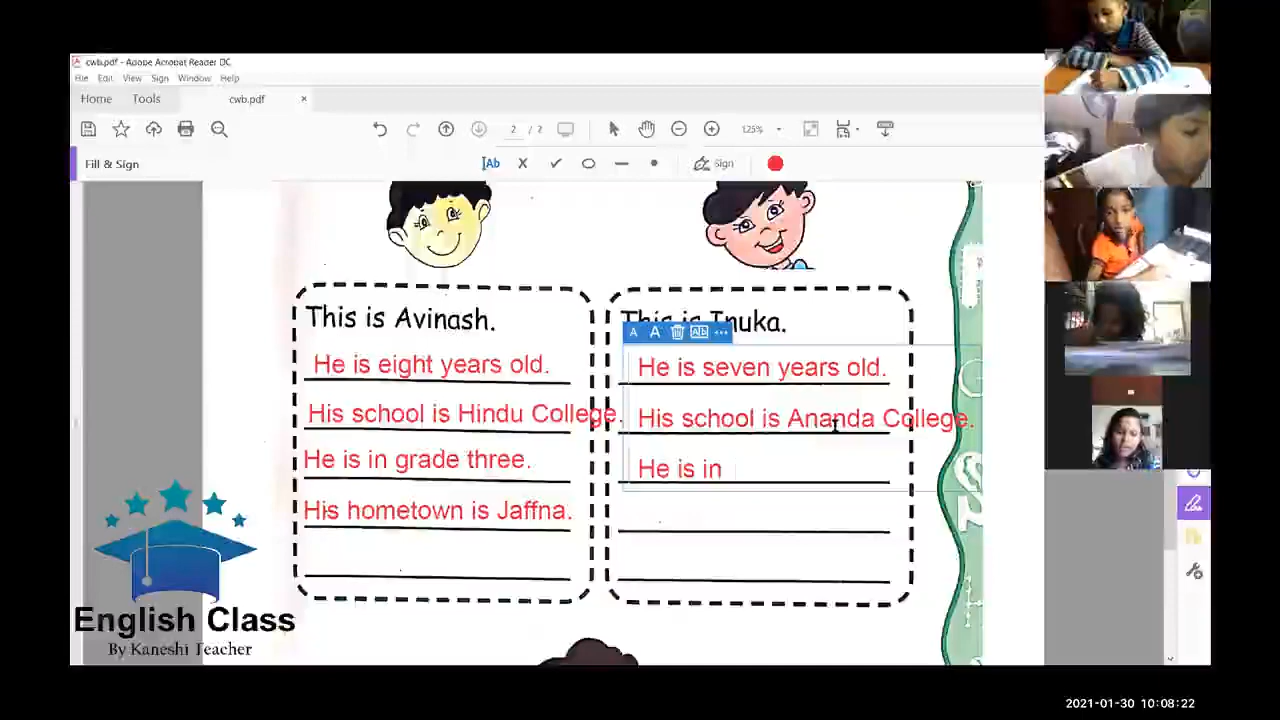 cwb.pdf - Adobe Acrobat Reader DC
File Edit View Sign Window Help
Home Tools cwb.pdf ×
2 / 2 125%
Fill & Sign
Ab Sign
This is Avinash.
He is eight years old.
His school is Hindu College.
He is in grade three.
His hometown is Jaffna.
This is Inuka.
A A Ab
He is seven years old.
His school is Ananda College.
He is in
English Class
By Kaneshi Teacher
2021-01-30 10:08:22